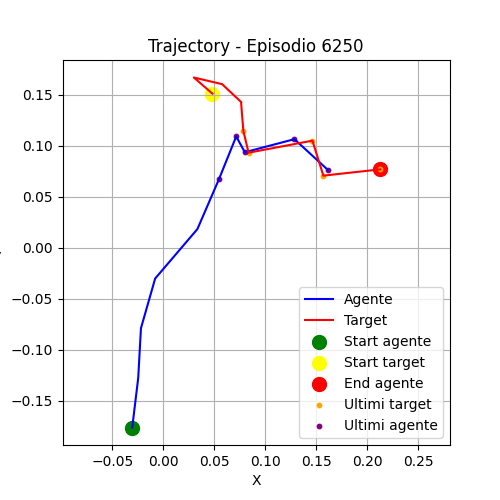 Trajectory - Episodio 6250
0.15
0.10
0.05
0.00
−0.05
−0.10
−0.15
Agente
Target
Start agente
Start target
End agente
Ultimi target
Ultimi agente
−0.05 0.00 0.05 0.10 0.15 0.20 0.25
X